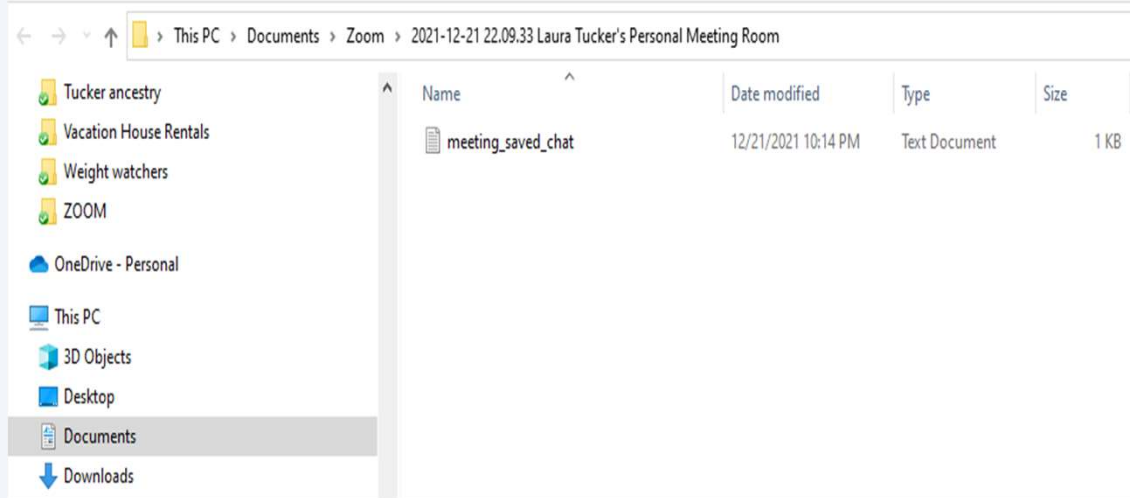 This PC > Documents > Zoom > 2021-12-21 22.09.33 Laura Tucker's Personal Meeting Room
Tucker ancestry
Vacation House Rentals
Weight watchers
ZOOM
OneDrive - Personal
This PC
3D Objects
Desktop
Documents
Downloads
Name Date modified Type Size
meeting_saved_chat 12/21/2021 10:14 PM Text Document 1 KB